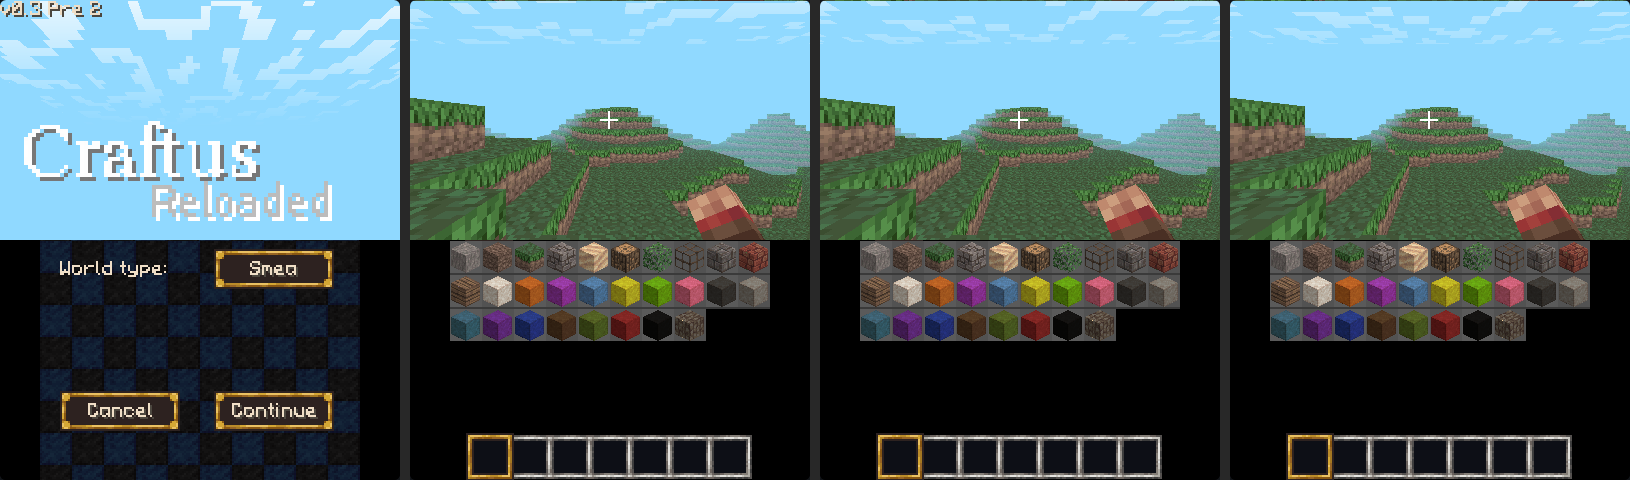 v0.3 Pre 2
Craftus
Reloaded
World type:
Smea
Cancel
Continue